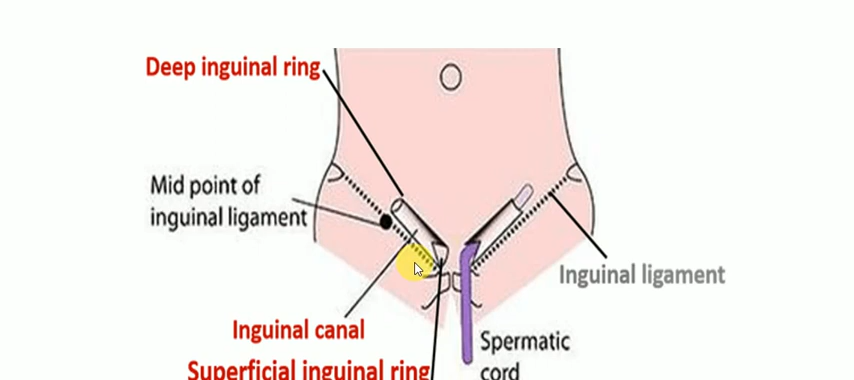 Deep inguinal ring
Mid point of
inguinal ligament
Inguinal ligament
Inguinal canal
Spermatic
cord
Superficial inguinal ring